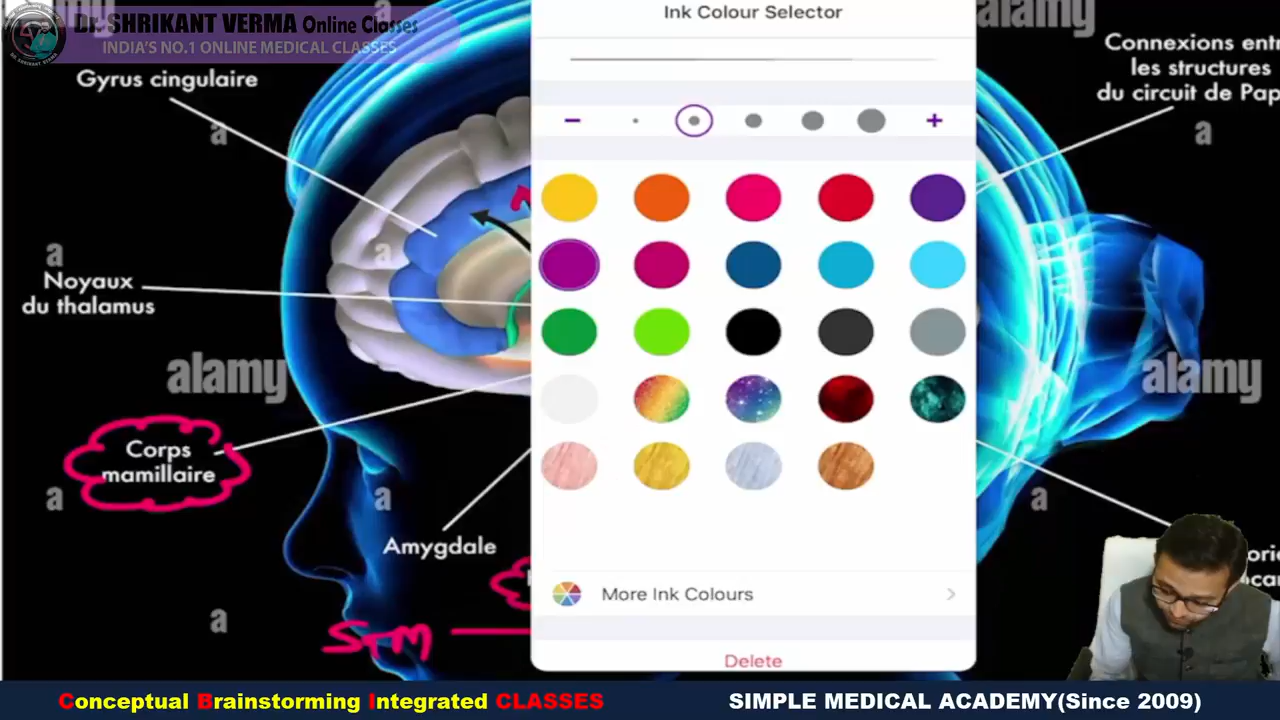 DR. SHRIKANT VERMA Online Classes
INDIA'S NO.1 ONLINE MEDICAL CLASSES
Ink Colour Selector
Gyrus cingulaire
Connexions
les structures
du circuit de
Noyaux
du thalamus
alamy
alamy
Corps
mamillaire
Amygdale
STM
More Ink Colours
Delete
a
a
a
a
a
a
a
a
Conceptual Brainstorming Integrated CLASSES
SIMPLE MEDICAL ACADEMY(Since 2009)